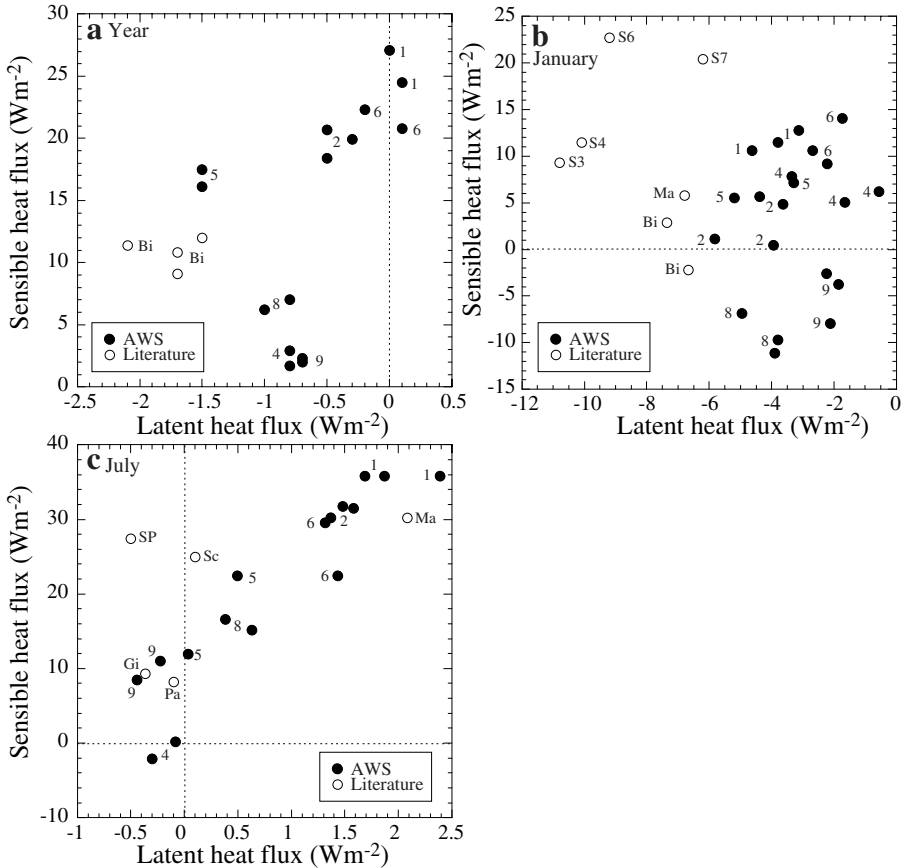 a Year
Sensible heat flux (Wm-2)
30
25
20
15
10
5
0
1
1
6
6
2
5
Bi
Bi
8
4
9
AWS
Literature
-2.5 -2 -1.5 -1 -0.5 0 0.5
Latent heat flux (Wm-2)
b
January
Sensible heat flux (Wm-2)
25
20
15
10
5
0
-5
-10
-15
S6
S7
S4
S3
6
1
1
6
4
5
Ma
5
2
4
4
Bi
2
2
Bi
9
8
9
8
AWS
Literature
-12 -10 -8 -6 -4 -2 0
Latent heat flux (Wm-2)
c July
Sensible heat flux (Wm-2)
40
30
20
10
0
-10
1
1
Ma
2
6
SP
Sc
5
6
8
9
5
Gi
9
Pa
4
AWS
Literature
-1 -0.5 0 0.5 1 1.5 2 2.5
Latent heat flux (Wm-2)